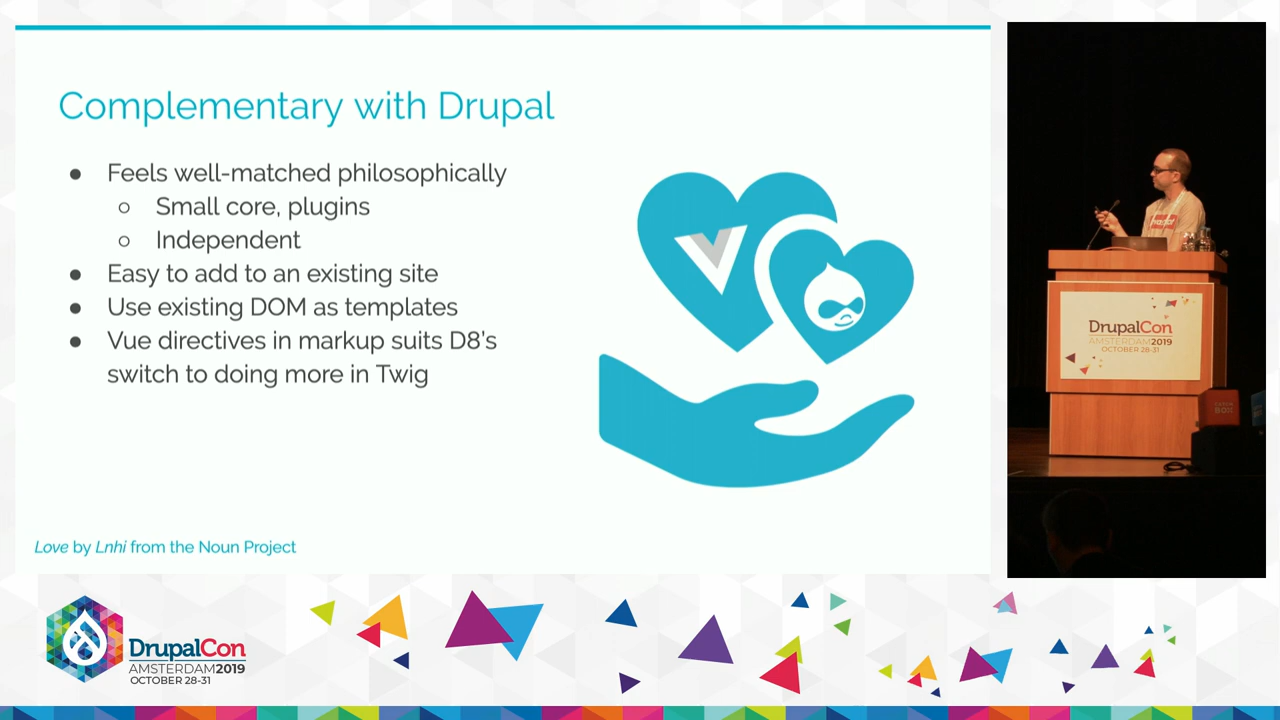 Complementary with Drupal
● Feels well-matched philosophically
○ Small core, plugins
○ Independent
● Easy to add to an existing site
● Use existing DOM as templates
● Vue directives in markup suits D8's
switch to doing more in Twig
Love by Lnhi from the Noun Project
DrupalCon
AMSTERDAM2019
OCTOBER 28-31
DrupalCon
AMSTERDAM2019
OCTOBER 28-31